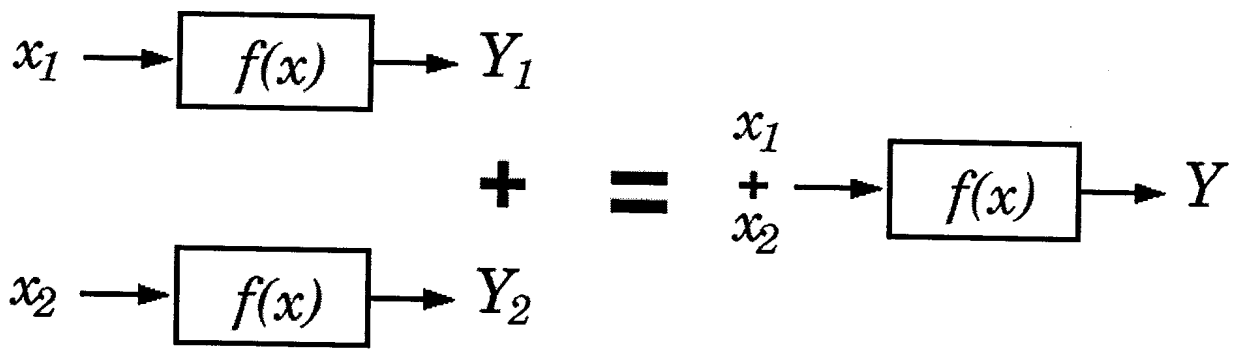 x₁ f(x) Y₁
+ = x₁ + x₂ f(x) Y
x₂ f(x) Y₂